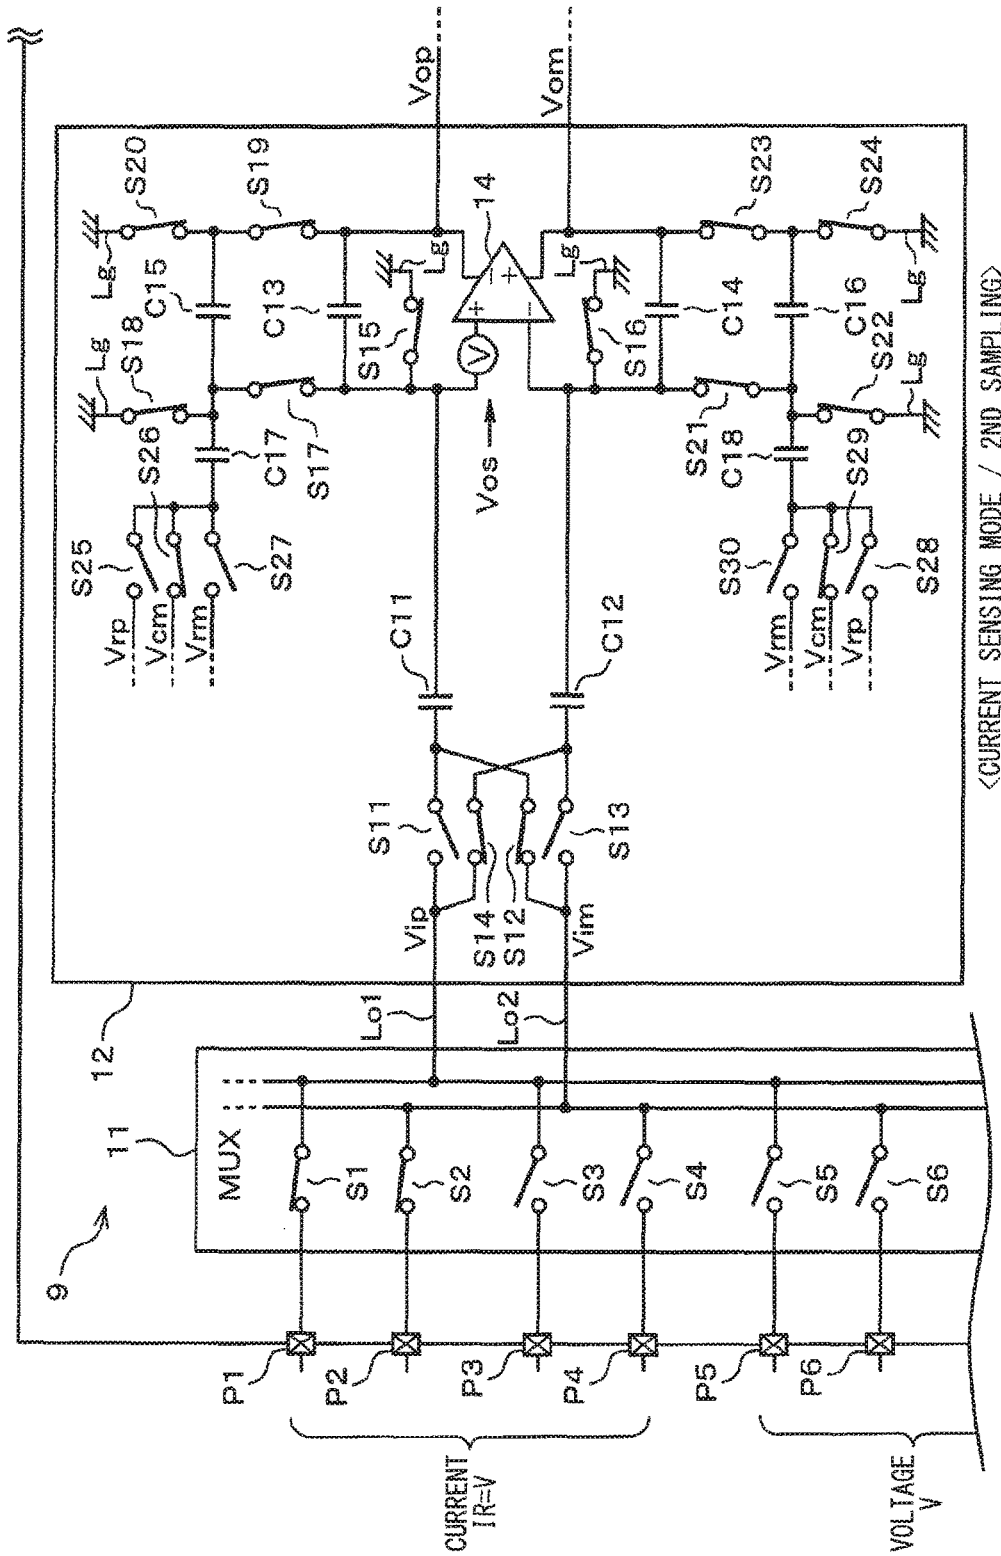 9
11
12
MUX
P1
P2
P3
P4
P5
P6
CURRENT
IR=V
VOLTAGE
V
S1
S2
S3
S4
S5
S6
Lo1
Lo2
Vip
Vim
S11
S14
S12
S13
C11
C12
Vrp
Vcm
Vrm
S25
S26
S27
C17
Lg
S18
S17
C15
C13
Lg
S20
S19
S15
Lg
Vos
V
14
+
-
-
+
Lg
S16
C14
C16
S21
C18
S22
Lg
S23
S24
Lg
Vrm
Vcm
Vrp
S30
S29
S28
Vop
Vom
<CURRENT SENSING MODE / 2ND SAMPLING>